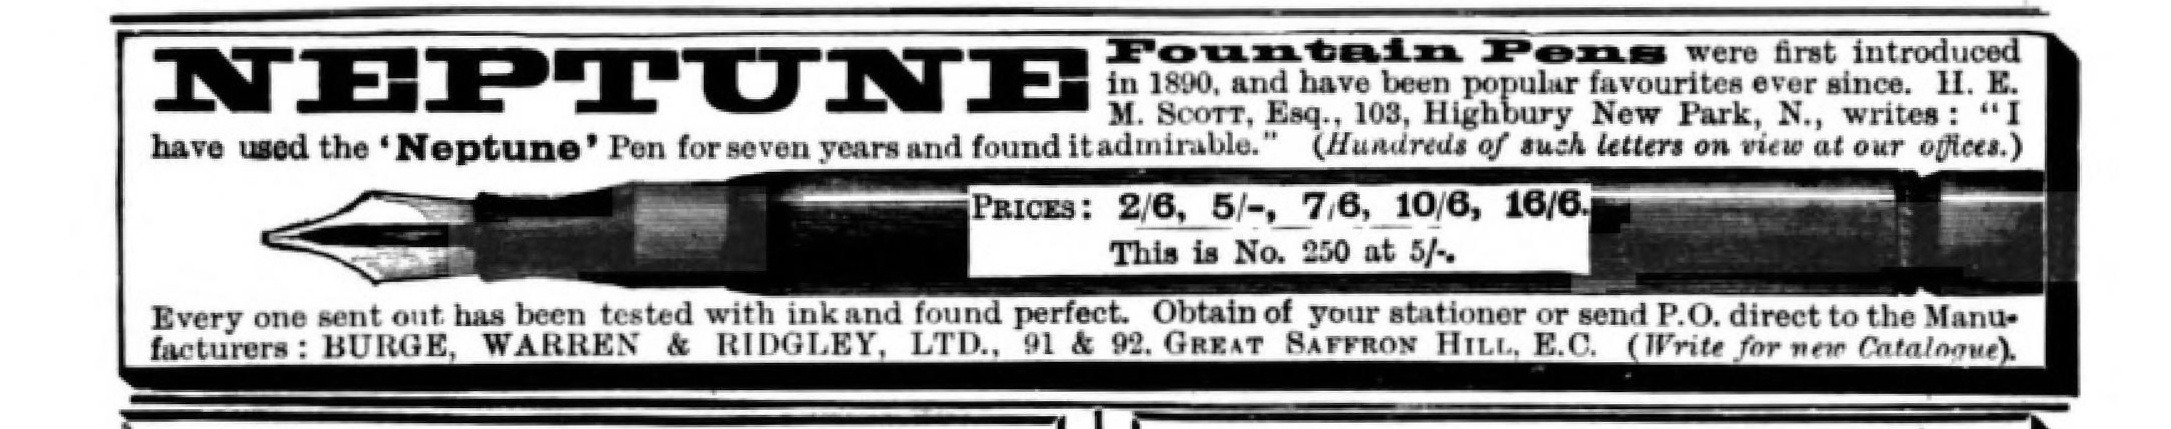 NEPTUNE Fountain Pens were first introduced
in 1890, and have been popular favourites ever since. H. E.
M. SCOTT, Esq., 103, Highbury New Park, N., writes: "I
have used the 'Neptune' Pen for seven years and found it admirable." (Hundreds of such letters on view at our offices.)
PRICES: 2/6, 5/-, 7/6, 10/6, 16/6.
This is No. 250 at 5/-.
Every one sent out has been tested with ink and found perfect. Obtain of your stationer or send P.O. direct to the Manu-
facturers: BURGE, WARREN & RIDGLEY, LTD., 91 & 92, GREAT SAFFRON HILL, E.C. (Write for new Catalogue).